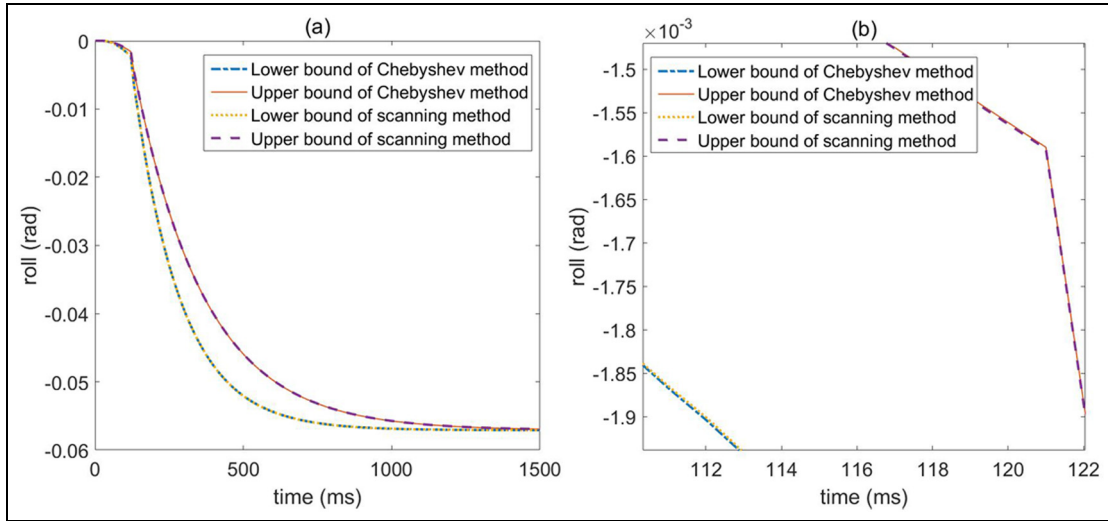 (a)
0
-0.01
-0.02
-0.03
-0.04
-0.05
-0.06
roll (rad)
Lower bound of Chebyshev method
Upper bound of Chebyshev method
Lower bound of scanning method
Upper bound of scanning method
0
500
1000
1500
time (ms)
(b)
×10⁻³
-1.5
-1.55
-1.6
-1.65
-1.7
-1.75
-1.8
-1.85
-1.9
roll (rad)
Lower bound of Chebyshev method
Upper bound of Chebyshev method
Lower bound of scanning method
Upper bound of scanning method
112
114
116
118
120
122
time (ms)